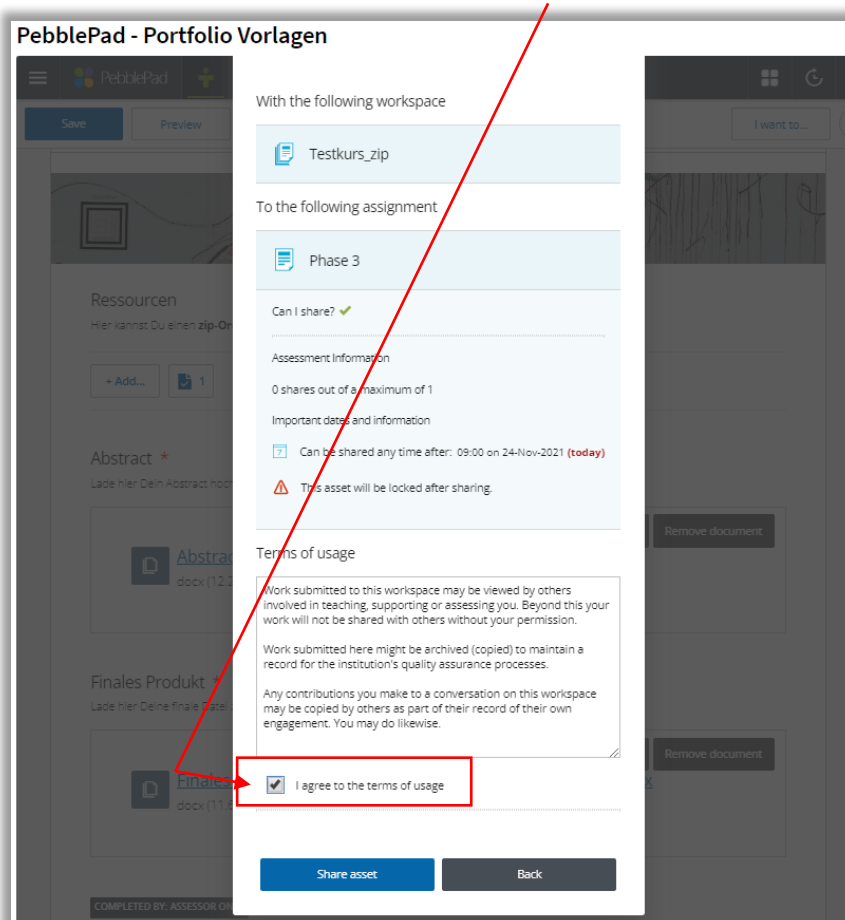 PebblePad - Portfolio Vorlagen
PebblePad
Save
Preview
I want to...
With the following workspace
Testkurs_zip
To the following assignment
Phase 3
Can I share?
Assessment Information
0 shares out of a maximum of 1
Important dates and information
7
Can be shared any time after: 09:00 on 24-Nov-2021 (today)
This asset will be locked after sharing.
Terms of usage
Work submitted to this workspace may be viewed by others
involved in teaching, supporting or assessing you. Beyond this your
work will not be shared with others without your permission.
Work submitted here might be archived (copied) to maintain a
record for the institution's quality assurance processes.
Any contributions you make to a conversation on this workspace
may be copied by others as part of their record of their own
engagement. You may do likewise.
I agree to the terms of usage
Share asset
Back
Ressourcen
Hier kannst Du einen zip-Or
+ Add...
1
Abstract *
Lade hier Dein Abstract hoch
Remove document
Abstrac
docx (12.2
Finales Produkt *
Lade hier Deine finale Datei
Remove document
Finales
x
docx (11.6
COMPLETED BY: ASSESSOR ON